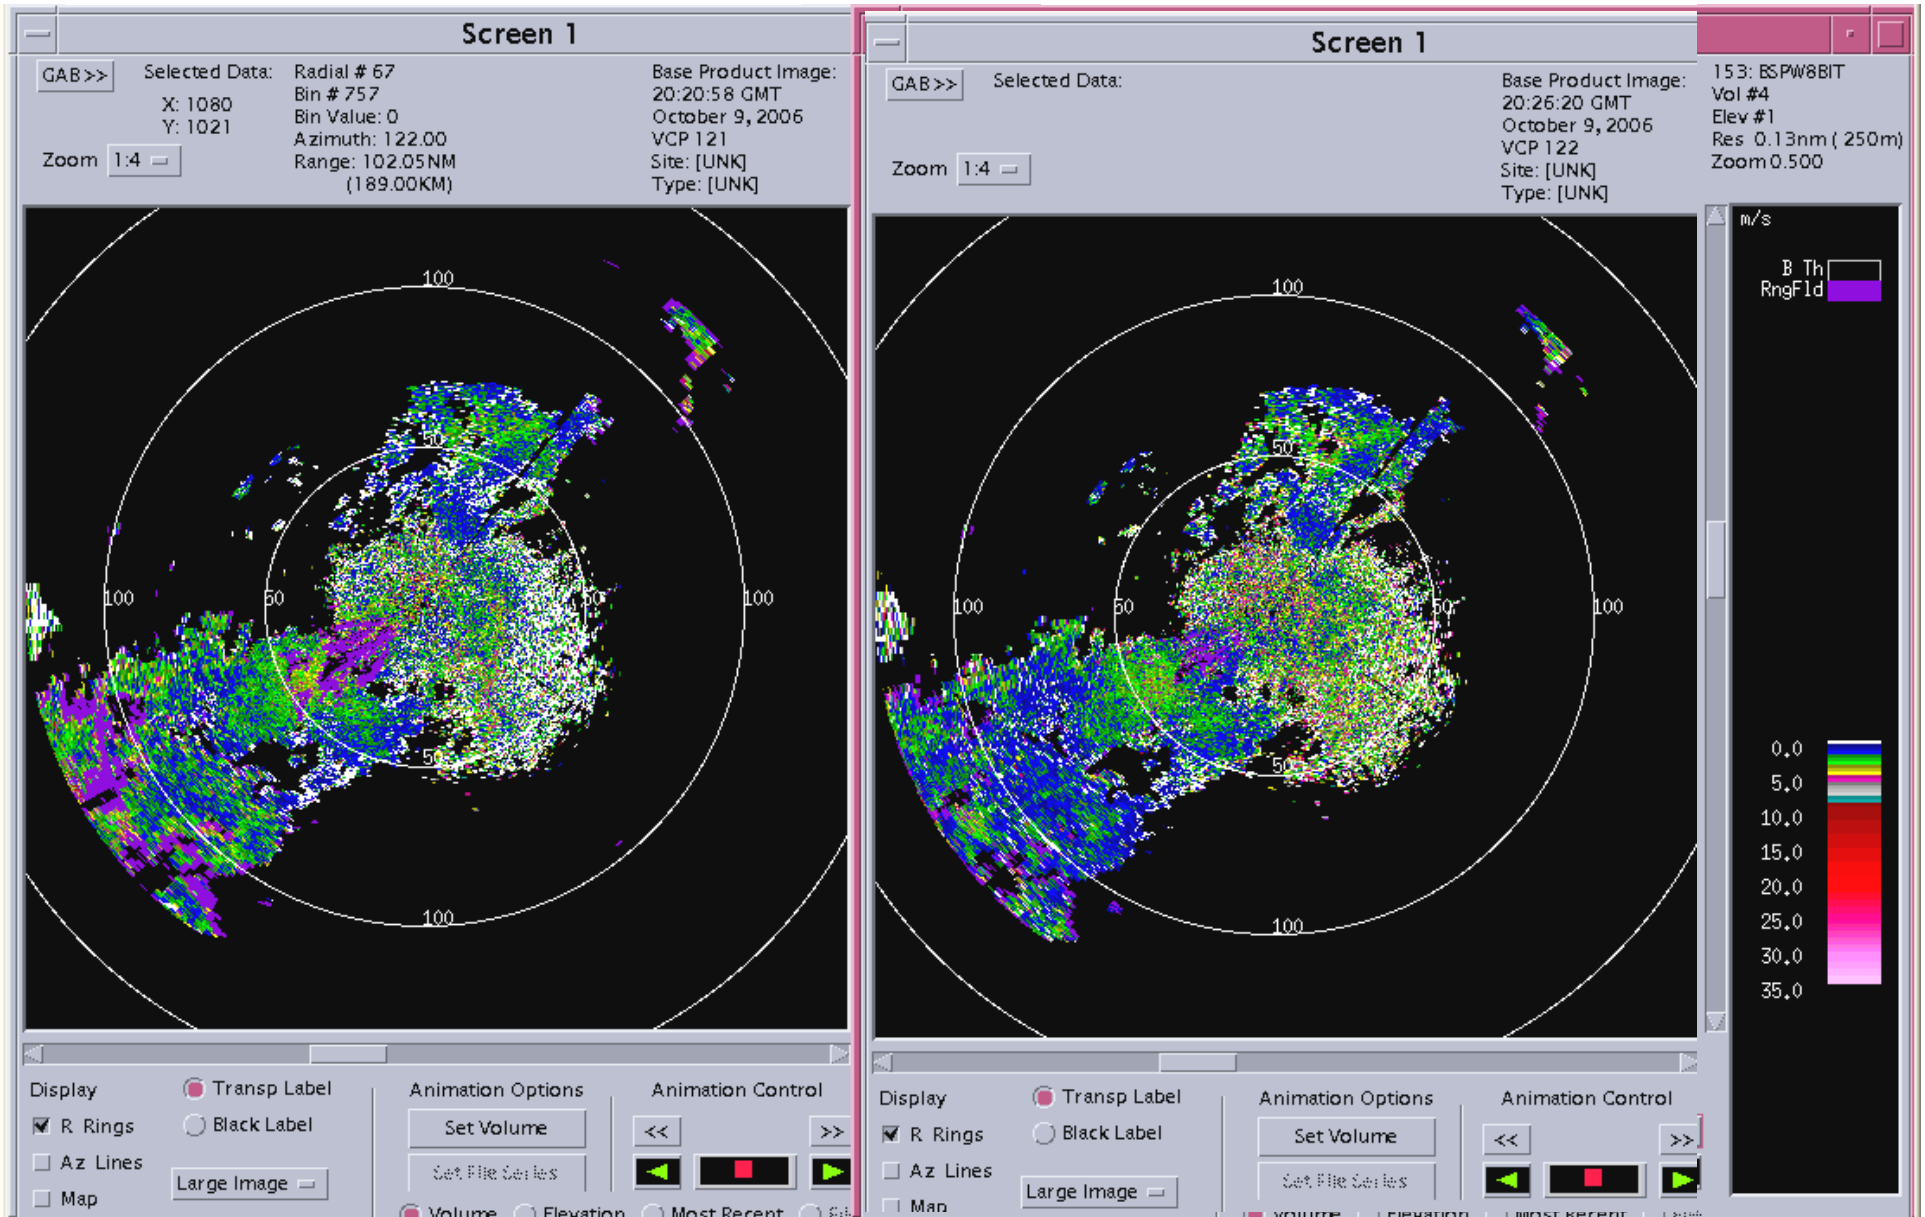 Screen 1
GAB>>
Selected Data:
X: 1080
Y: 1021
Radial # 67
Bin # 757
Bin Value: 0
Azimuth: 122.00
Range: 102.05NM
(189.00KM)
Base Product Image:
20:20:58 GMT
October 9, 2006
VCP 121
Site: [UNK]
Type: [UNK]
Zoom 1:4
100
50
100 50 50 100
50
100
Display
R Rings
Az Lines
Map
Transp Label
Black Label
Large Image
Animation Options
Set Volume
Set File Series
Animation Control
<< >>
Volume Elevation Most Recent
Screen 1
GAB>>
Selected Data:
Base Product Image:
20:26:20 GMT
October 9, 2006
VCP 122
Site: [UNK]
Type: [UNK]
Zoom 1:4
100
50
100 50 50 100
50
100
Display
R Rings
Az Lines
Map
Transp Label
Black Label
Large Image
Animation Options
Set Volume
Set File Series
Animation Control
<< >>
Volume Elevation Most Recent
153: BSPW8BIT
Vol #4
Elev #1
Res 0.13nm ( 250m)
Zoom 0.500
m/s
B Th
RngFld
0.0
5.0
10.0
15.0
20.0
25.0
30.0
35.0